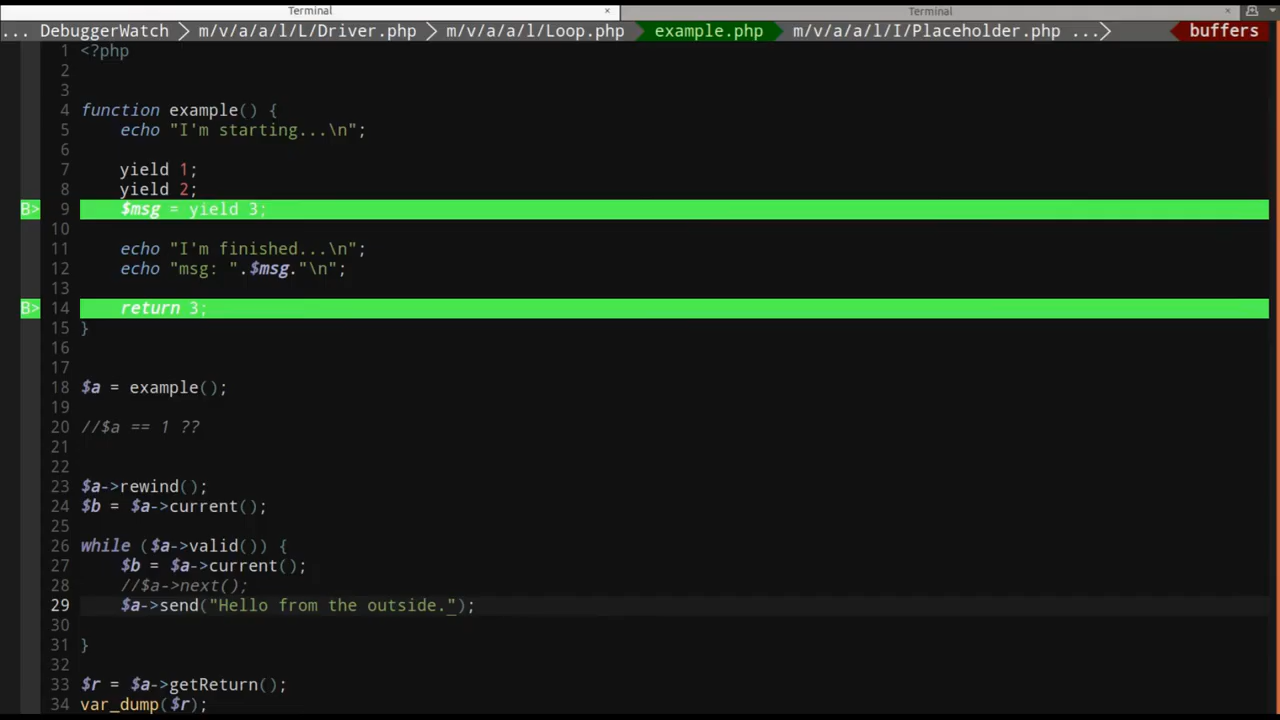 Terminal × Terminal ×
... DebuggerWatch m/v/a/a/l/L/Driver.php m/v/a/a/l/Loop.php example.php m/v/a/a/l/I/Placeholder.php ... buffers
1 <?php
2
3
4 function example() {
5     echo "I'm starting...\n";
6
7     yield 1;
8     yield 2;
B> 9     $msg = yield 3;
10
11     echo "I'm finished...\n";
12     echo "msg: ".$msg."\n";
13
B> 14     return 3;
15 }
16
17
18 $a = example();
19
20 //$a == 1 ??
21
22
23 $a->rewind();
24 $b = $a->current();
25
26 while ($a->valid()) {
27     $b = $a->current();
28     //$a->next();
29     $a->send("Hello from the outside._");
30
31 }
32
33 $r = $a->getReturn();
34 var_dump($r);